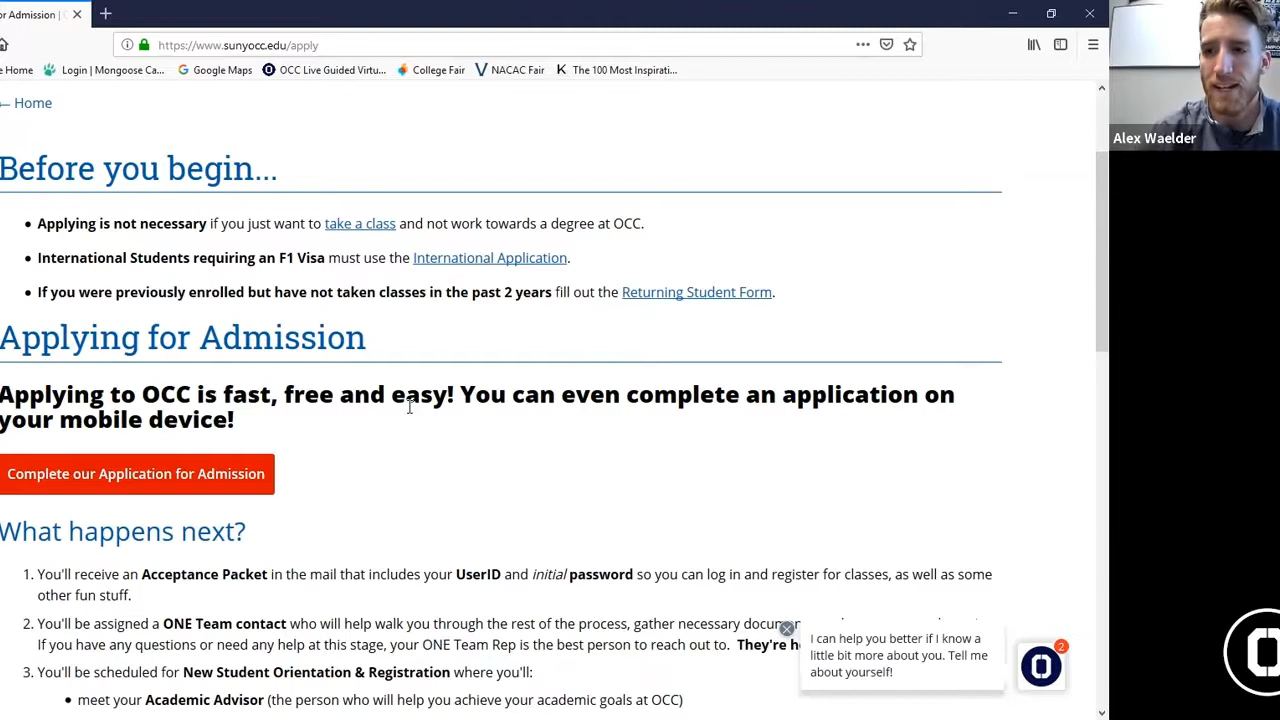 or Admission |
https://www.sunyocc.edu/apply
e Home Login | Mongoose Ca... Google Maps OCC Live Guided Virtu... College Fair NACAC Fair The 100 Most Inspirati...
Alex Waelder
← Home
Before you begin...
Applying is not necessary if you just want to take a class and not work towards a degree at OCC.
International Students requiring an F1 Visa must use the International Application.
If you were previously enrolled but have not taken classes in the past 2 years fill out the Returning Student Form.
Applying for Admission
Applying to OCC is fast, free and easy! You can even complete an application on
your mobile device!
Complete our Application for Admission
What happens next?
1. You'll receive an Acceptance Packet in the mail that includes your UserID and initial password so you can log in and register for classes, as well as some
other fun stuff.
2. You'll be assigned a ONE Team contact who will help walk you through the rest of the process, gather necessary
If you have any questions or need any help at this stage, your ONE Team Rep is the best person to reach out to.
3. You'll be scheduled for New Student Orientation & Registration where you'll:
meet your Academic Advisor (the person who will help you achieve your academic goals at OCC)
I can help you better if I know a
little bit more about you. Tell me
about yourself!
2